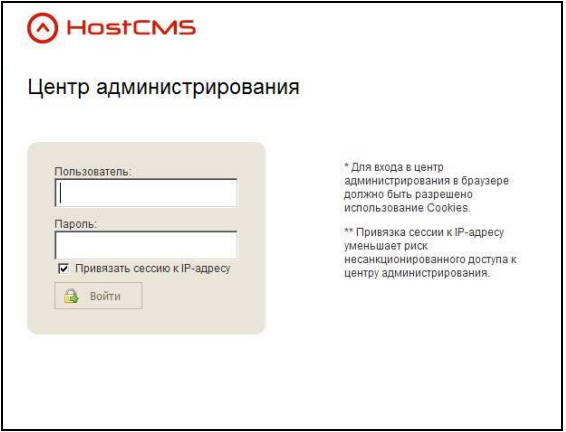 HostCMS
Центр администрирования
Пользователь:
Пароль:
Привязать сессию к IP-адресу
Войти
* Для входа в центр
администрирования в браузере
должно быть разрешено
использование Cookies.
** Привязка сессии к IP-адресу
уменьшает риск
несанкционированного доступа к
центру администрирования.